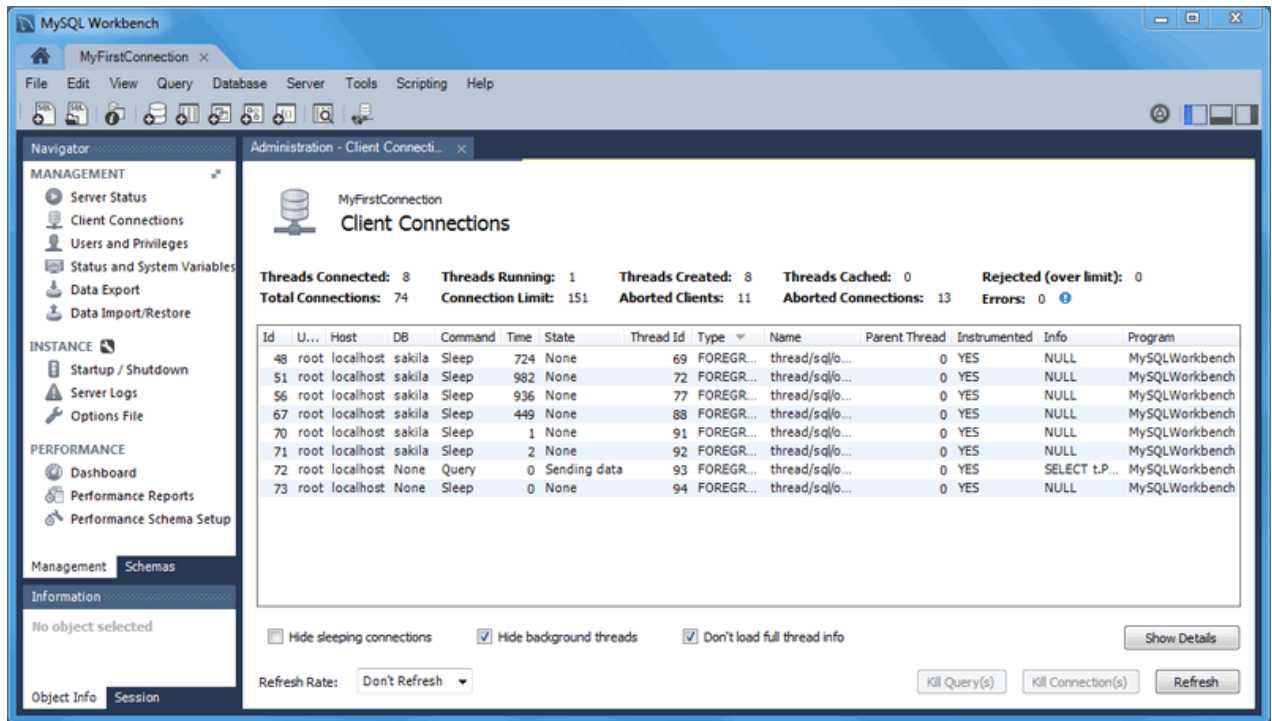 MySQL Workbench
MyFirstConnection ×
File Edit View Query Database Server Tools Scripting Help
Navigator
MANAGEMENT
Server Status
Client Connections
Users and Privileges
Status and System Variables
Data Export
Data Import/Restore
INSTANCE
Startup / Shutdown
Server Logs
Options File
PERFORMANCE
Dashboard
Performance Reports
Performance Schema Setup
Management Schemas
Information
No object selected
Object Info Session
Administration - Client Connecti... ×
MyFirstConnection
Client Connections
Threads Connected: 8 Threads Running: 1 Threads Created: 8 Threads Cached: 0 Rejected (over limit): 0
Total Connections: 74 Connection Limit: 151 Aborted Clients: 11 Aborted Connections: 13 Errors: 0
Id U... Host DB Command Time State Thread Id Type Name Parent Thread Instrumented Info Program
48 root localhost sakila Sleep 724 None 69 FOREGR... thread/sql/o... 0 YES NULL MySQLWorkbench
51 root localhost sakila Sleep 982 None 72 FOREGR... thread/sql/o... 0 YES NULL MySQLWorkbench
56 root localhost sakila Sleep 936 None 77 FOREGR... thread/sql/o... 0 YES NULL MySQLWorkbench
67 root localhost sakila Sleep 449 None 88 FOREGR... thread/sql/o... 0 YES NULL MySQLWorkbench
70 root localhost sakila Sleep 1 None 91 FOREGR... thread/sql/o... 0 YES NULL MySQLWorkbench
71 root localhost sakila Sleep 2 None 92 FOREGR... thread/sql/o... 0 YES NULL MySQLWorkbench
72 root localhost None Query 0 Sending data 93 FOREGR... thread/sql/o... 0 YES SELECT t.P... MySQLWorkbench
73 root localhost None Sleep 0 None 94 FOREGR... thread/sql/o... 0 YES NULL MySQLWorkbench
Hide sleeping connections Hide background threads Don't load full thread info Show Details
Refresh Rate: Don't Refresh Kill Query(s) Kill Connection(s) Refresh